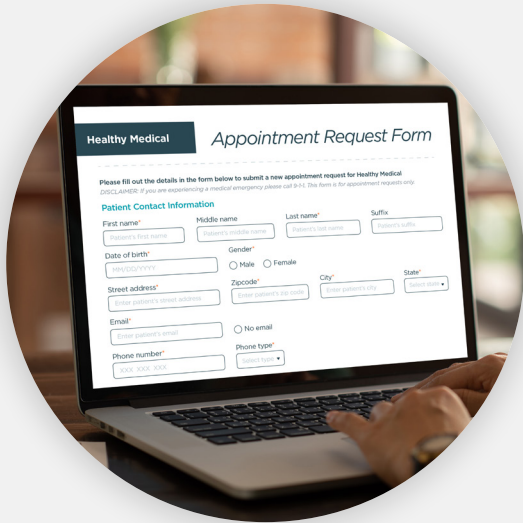 Healthy Medical
Appointment Request Form
Please fill out the details in the form below to submit a new appointment request for Healthy Medical
DISCLAIMER: If you are experiencing a medical emergency please call 9-1-1. This form is for appointment requests only.
Patient Contact Information
First name* Middle name Last name* Suffix
Patient's first name Patient's middle name Patient's last name Patient's suffix
Date of birth* Gender*
MM/DD/YYYY Male Female
Street address* Zipcode* City* State*
Enter patient's street address Enter patient's zip code Enter patient's city Select state
Email*
Enter patient's email No email
Phone number* Phone type*
XXX XXX XXX Select type